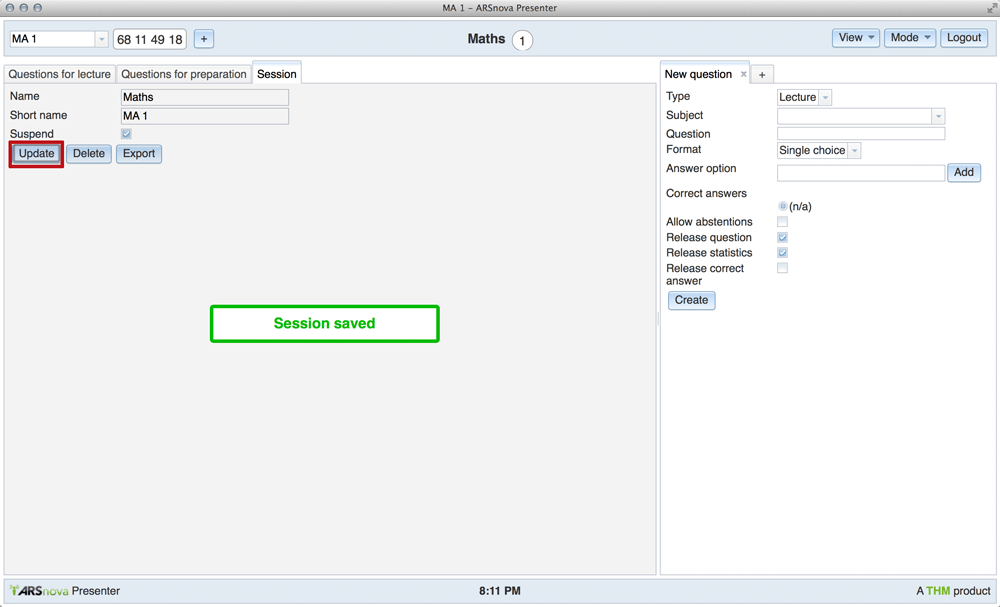 MA 1 – ARSnova Presenter
MA 1 68 11 49 18 + Maths 1 View Mode Logout
Questions for lecture Questions for preparation Session
Name Maths
Short name MA 1
Suspend
Update Delete Export
Session saved
New question × +
Type Lecture
Subject
Question
Format Single choice
Answer option Add
Correct answers
(n/a)
Allow abstentions
Release question
Release statistics
Release correct
answer
Create
ARSnova Presenter 8:11 PM A THM product